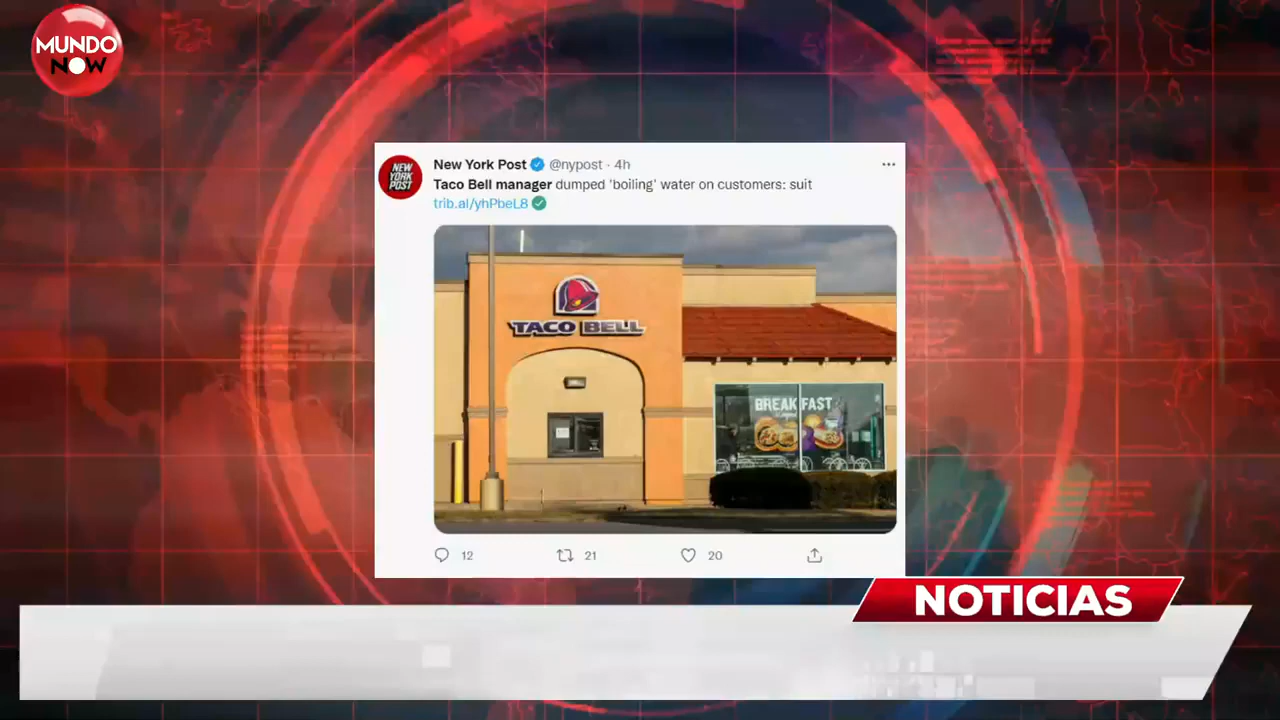 MUNDO
NOW
NEW
YORK
POST
New York Post @nypost · 4h
Taco Bell manager dumped 'boiling' water on customers: suit
trib.al/yhPbeL8
TACO BELL
BREAKFAST
12 21 20
NOTICIAS